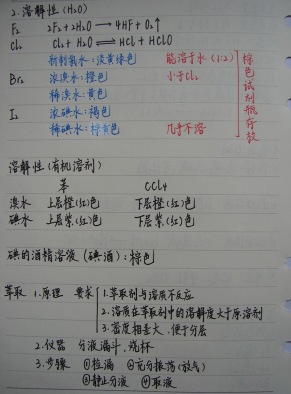 2.溶解性(H₂O)
F₂ 2F₂+2H₂O → 4HF+O₂↑
Cl₂ Cl₂+H₂O ⇌ HCl+HClO
新制氯水:淡黄绿色 能溶于水(1:2)
Br₂ 浓溴水:橙色 小于Cl₂
稀溴水:黄色
I₂ 浓碘水:褐色
稀碘水:棕黄色 几乎不溶
棕色试剂瓶存放
溶解性(有机溶剂)
苯 CCl₄
溴水 上层橙(红)色 下层橙(红)色
碘水 上层紫(红)色 下层紫(红)色
碘的酒精溶液(碘酒):棕色
萃取 1.原理 要求 1.萃取剂与溶质不反应
2.溶质在萃取剂中的溶解度大于原溶剂
3.密度相差大,便于分层
2.仪器 分液漏斗、烧杯
3.步骤 ①检漏 ②充分振荡(放气)
③静止分液 ④取液